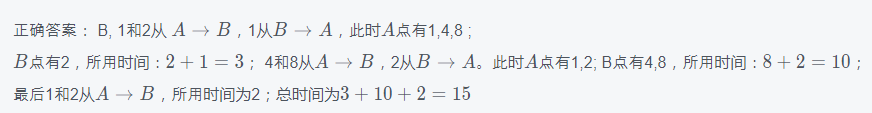 正确答案： B, 1和2从 A → B，1从B → A，此时A点有1,4,8；
B点有2，所用时间：2 + 1 = 3； 4和8从A → B，2从B → A。此时A点有1,2; B点有4,8，所用时间：8 + 2 = 10；
最后1和2从A → B，所用时间为2；总时间为3 + 10 + 2 = 15